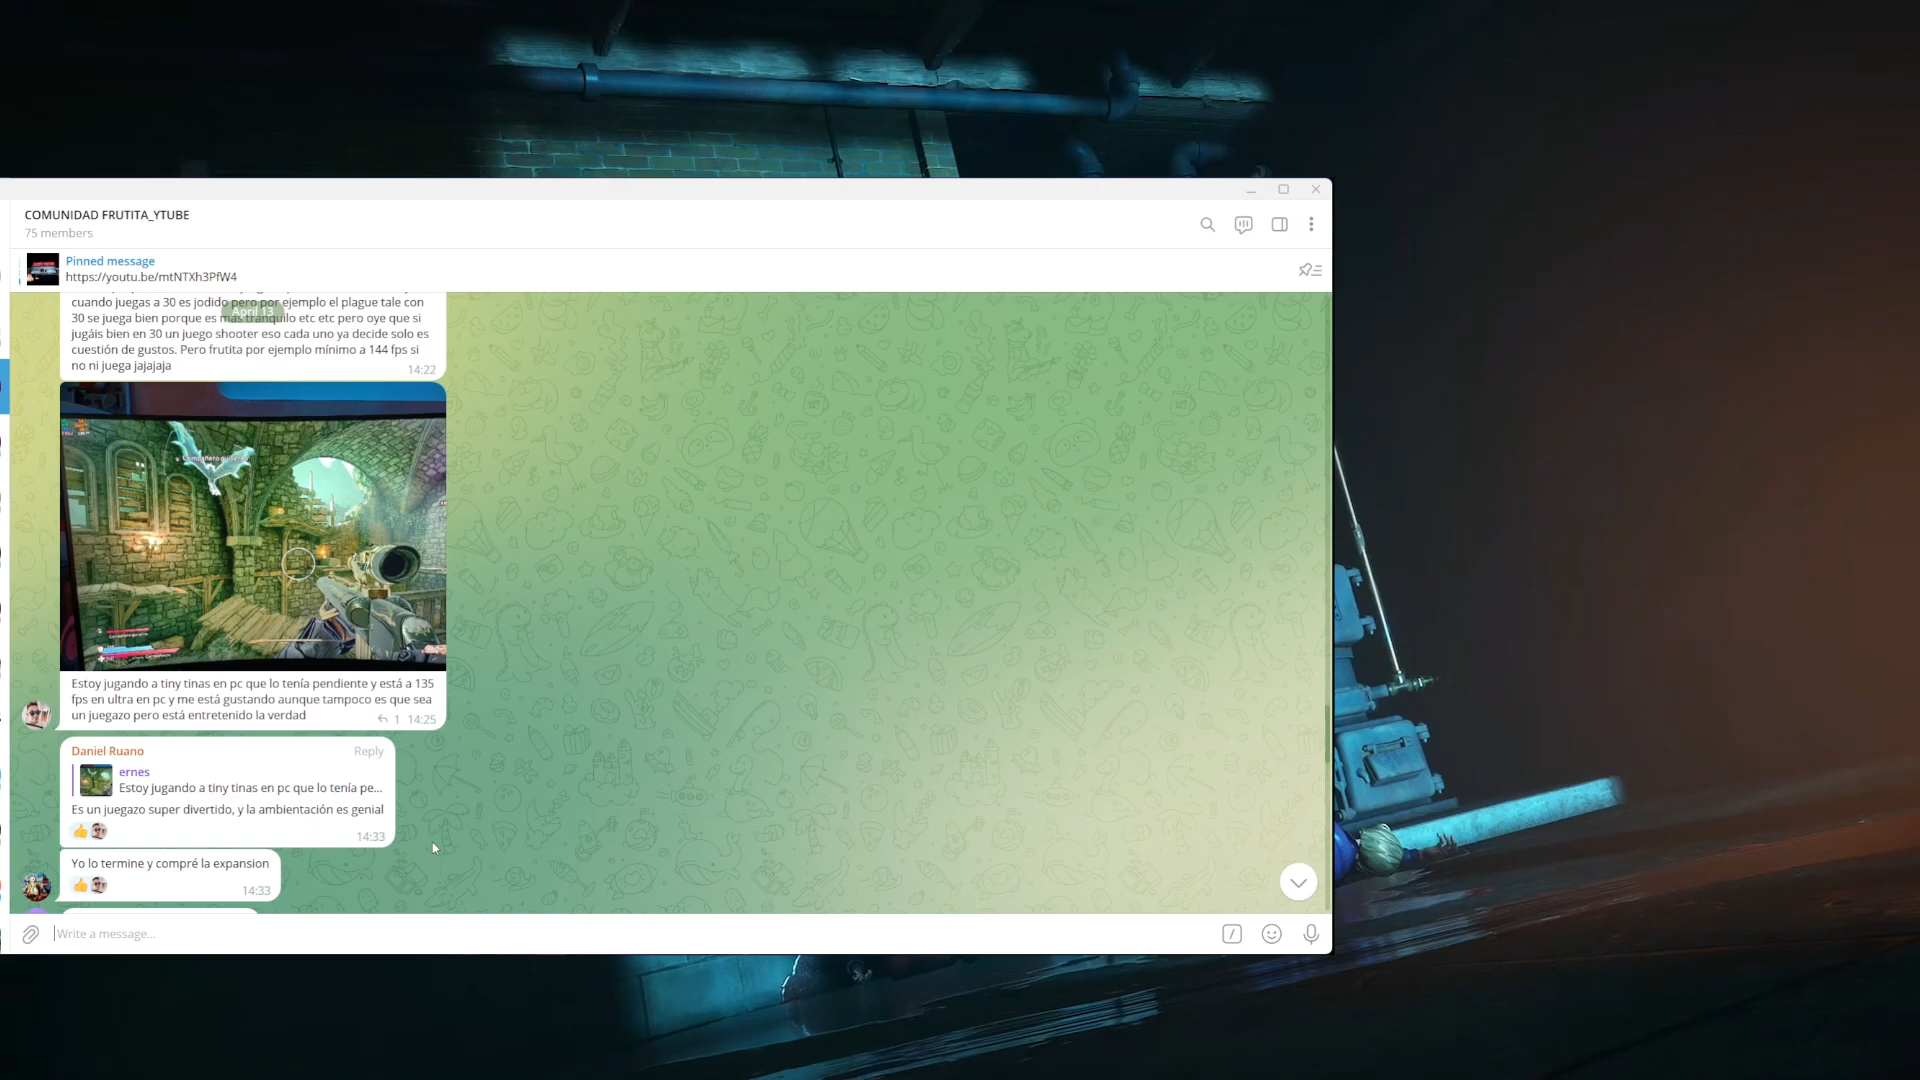 COMUNIDAD FRUTITA_YTUBE
75 members
Pinned message
https://youtu.be/mtNTXh3PfW4
April 13
cuando juegas a 30 es jodido pero por ejemplo el plague tale con
30 se juega bien porque es más tranquilo etc etc pero oye que si
jugáis bien en 30 un juego shooter eso cada uno ya decide solo es
cuestión de gustos. Pero frutita por ejemplo mínimo a 144 fps si
no ni juega jajajaja
14:22
Estoy jugando a tiny tinas en pc que lo tenía pendiente y está a 135
fps en ultra en pc y me está gustando aunque tampoco es que sea
un juegazo pero está entretenido la verdad
1 14:25
Daniel Ruano Reply
ernes
Estoy jugando a tiny tinas en pc que lo tenía pe...
Es un juegazo super divertido, y la ambientación es genial
14:33
Yo lo termine y compré la expansion
14:33
Write a message...